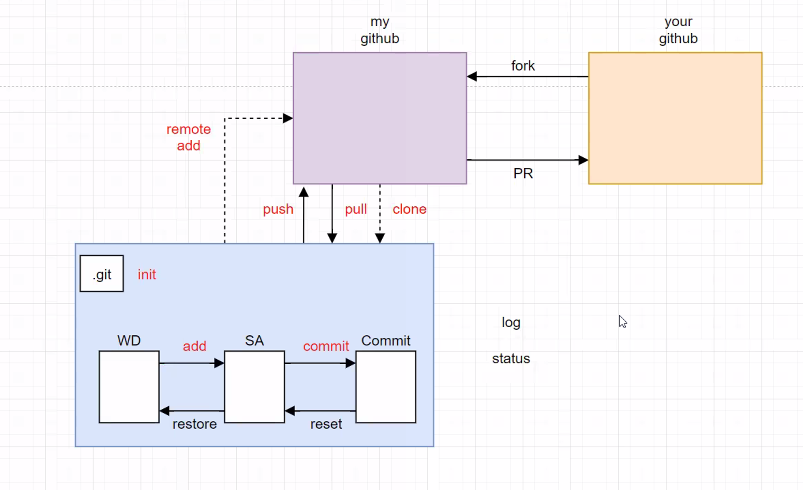 my
github
your
github
fork
remote
add
PR
push
pull
clone
.git
init
log
WD
add
SA
commit
Commit
status
restore
reset